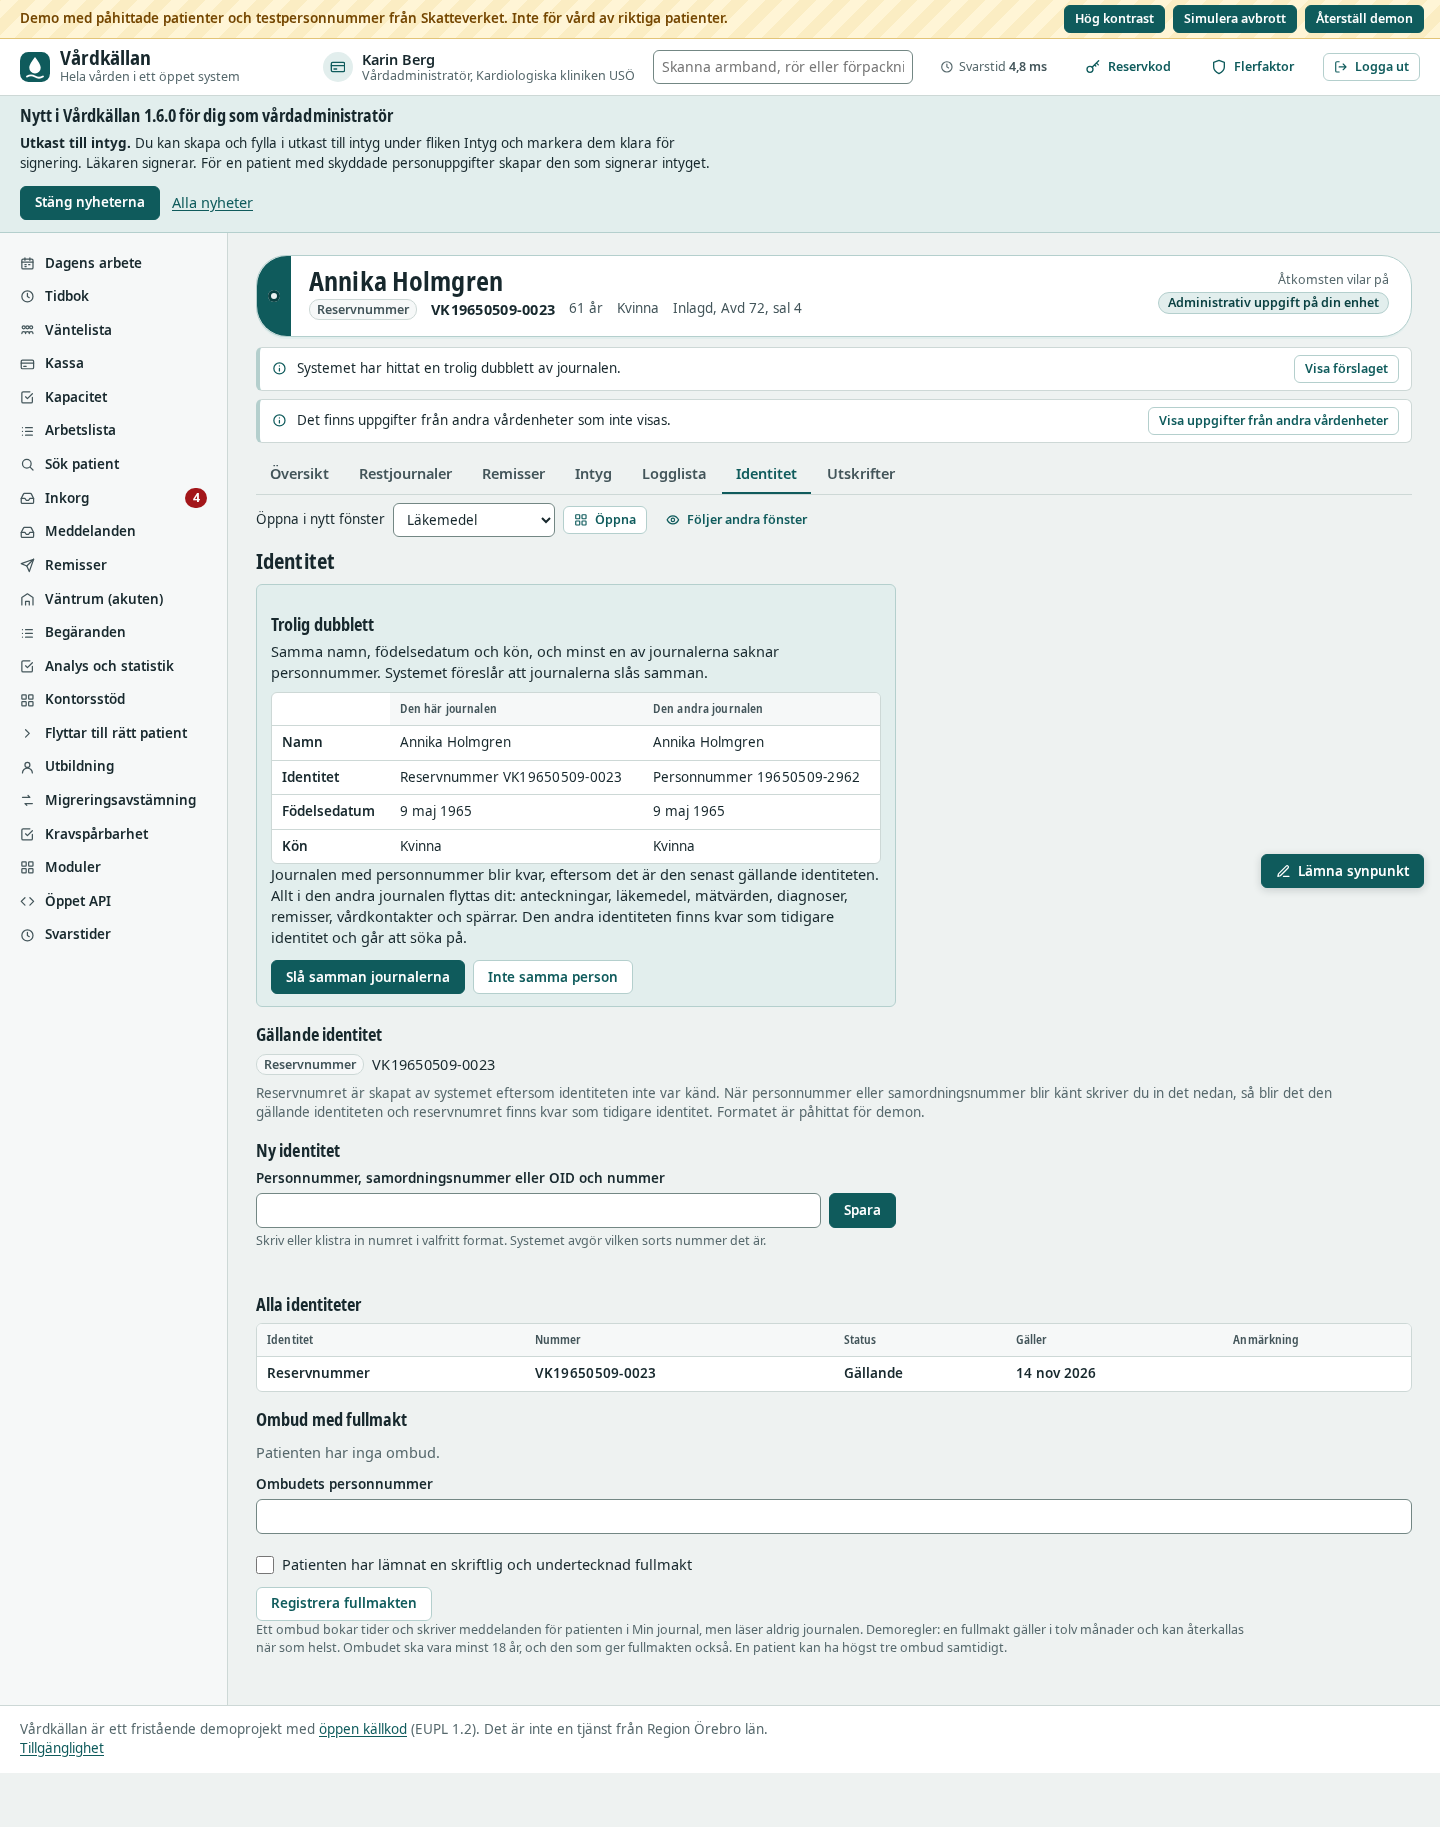 Demo med påhittade patienter och testpersonnummer från Skatteverket. Inte för vård av riktiga patienter.
Hög kontrast
Simulera avbrott
Återställ demon
Vårdkällan
Hela vården i ett öppet system
Karin Berg
Vårdadministratör, Kardiologiska kliniken USÖ
Skanna armband, rör eller förpackni
Svarstid 4,8 ms
Reservkod
Flerfaktor
Logga ut
Nytt i Vårdkällan 1.6.0 för dig som vårdadministratör
Utkast till intyg. Du kan skapa och fylla i utkast till intyg under fliken Intyg och markera dem klara för
signering. Läkaren signerar. För en patient med skyddade personuppgifter skapar den som signerar intyget.
Stäng nyheterna
Alla nyheter
Dagens arbete
Tidbok
Väntelista
Kassa
Kapacitet
Arbetslista
Sök patient
Inkorg
4
Meddelanden
Remisser
Väntrum (akuten)
Begäranden
Analys och statistik
Kontorsstöd
Flyttar till rätt patient
Utbildning
Migreringsavstämning
Kravspårbarhet
Moduler
Öppet API
Svarstider
Annika Holmgren
Reservnummer
VK19650509-0023
61 år
Kvinna
Inlagd, Avd 72, sal 4
Åtkomsten vilar på
Administrativ uppgift på din enhet
Systemet har hittat en trolig dubblett av journalen.
Visa förslaget
Det finns uppgifter från andra vårdenheter som inte visas.
Visa uppgifter från andra vårdenheter
Översikt
Restjournaler
Remisser
Intyg
Logglista
Identitet
Utskrifter
Öppna i nytt fönster
Läkemedel
Öppna
Följer andra fönster
Identitet
Trolig dubblett
Samma namn, födelsedatum och kön, och minst en av journalerna saknar
personnummer. Systemet föreslår att journalerna slås samman.
Den här journalen
Den andra journalen
Namn
Annika Holmgren
Annika Holmgren
Identitet
Reservnummer VK19650509-0023
Personnummer 19650509-2962
Födelsedatum
9 maj 1965
9 maj 1965
Kön
Kvinna
Kvinna
Journalen med personnummer blir kvar, eftersom det är den senast gällande identiteten.
Allt i den andra journalen flyttas dit: anteckningar, läkemedel, mätvärden, diagnoser,
remisser, vårdkontakter och spärrar. Den andra identiteten finns kvar som tidigare
identitet och går att söka på.
Slå samman journalerna
Inte samma person
Lämna synpunkt
Gällande identitet
Reservnummer
VK19650509-0023
Reservnumret är skapat av systemet eftersom identiteten inte var känd. När personnummer eller samordningsnummer blir känt skriver du in det nedan, så blir det den
gällande identiteten och reservnumret finns kvar som tidigare identitet. Formatet är påhittat för demon.
Ny identitet
Personnummer, samordningsnummer eller OID och nummer
Spara
Skriv eller klistra in numret i valfritt format. Systemet avgör vilken sorts nummer det är.
Alla identiteter
Identitet
Nummer
Status
Gäller
Anmärkning
Reservnummer
VK19650509-0023
Gällande
14 nov 2026
Ombud med fullmakt
Patienten har inga ombud.
Ombudets personnummer
Patienten har lämnat en skriftlig och undertecknad fullmakt
Registrera fullmakten
Ett ombud bokar tider och skriver meddelanden för patienten i Min journal, men läser aldrig journalen. Demoregler: en fullmakt gäller i tolv månader och kan återkallas
när som helst. Ombudet ska vara minst 18 år, och den som ger fullmakten också. En patient kan ha högst tre ombud samtidigt.
Vårdkällan är ett fristående demoprojekt med öppen källkod (EUPL 1.2). Det är inte en tjänst från Region Örebro län.
Tillgänglighet